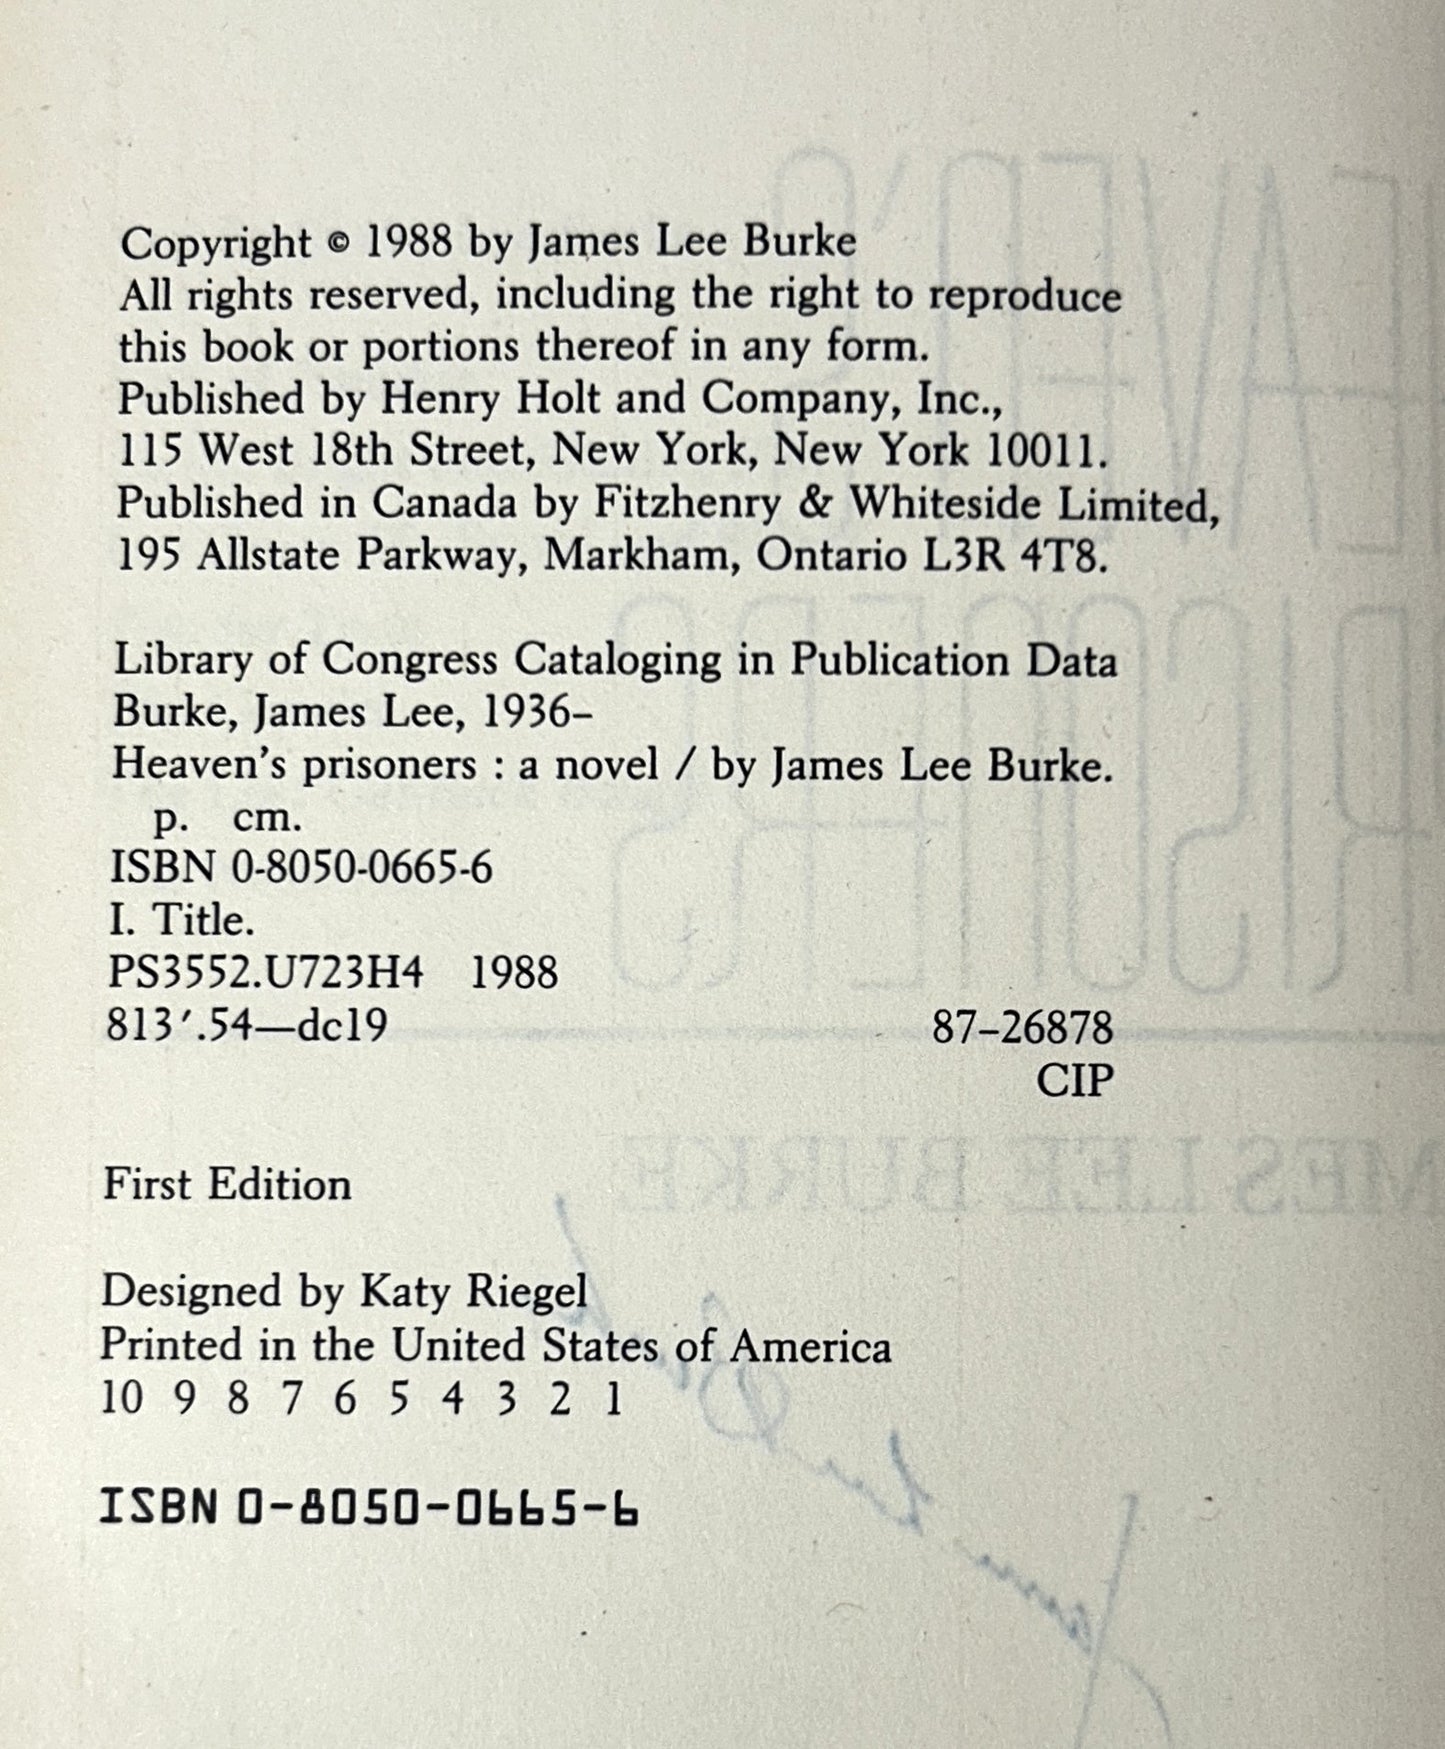 Copyright © 1988 by James Lee Burke
All rights reserved, including the right to reproduce
this book or portions thereof in any form.
Published by Henry Holt and Company, Inc.,
115 West 18th Street, New York, New York 10011.
Published in Canada by Fitzhenry & Whiteside Limited,
195 Allstate Parkway, Markham, Ontario L3R 4T8.
Library of Congress Cataloging in Publication Data
Burke, James Lee, 1936–
Heaven's prisoners : a novel / by James Lee Burke.
p. cm.
ISBN 0-8050-0665-6
I. Title.
PS3552.U723H4 1988
813′.54—dc19 87–26878
CIP
First Edition
Designed by Katy Riegel
Printed in the United States of America
10 9 8 7 6 5 4 3 2 1
ISBN 0-8050-0665-6